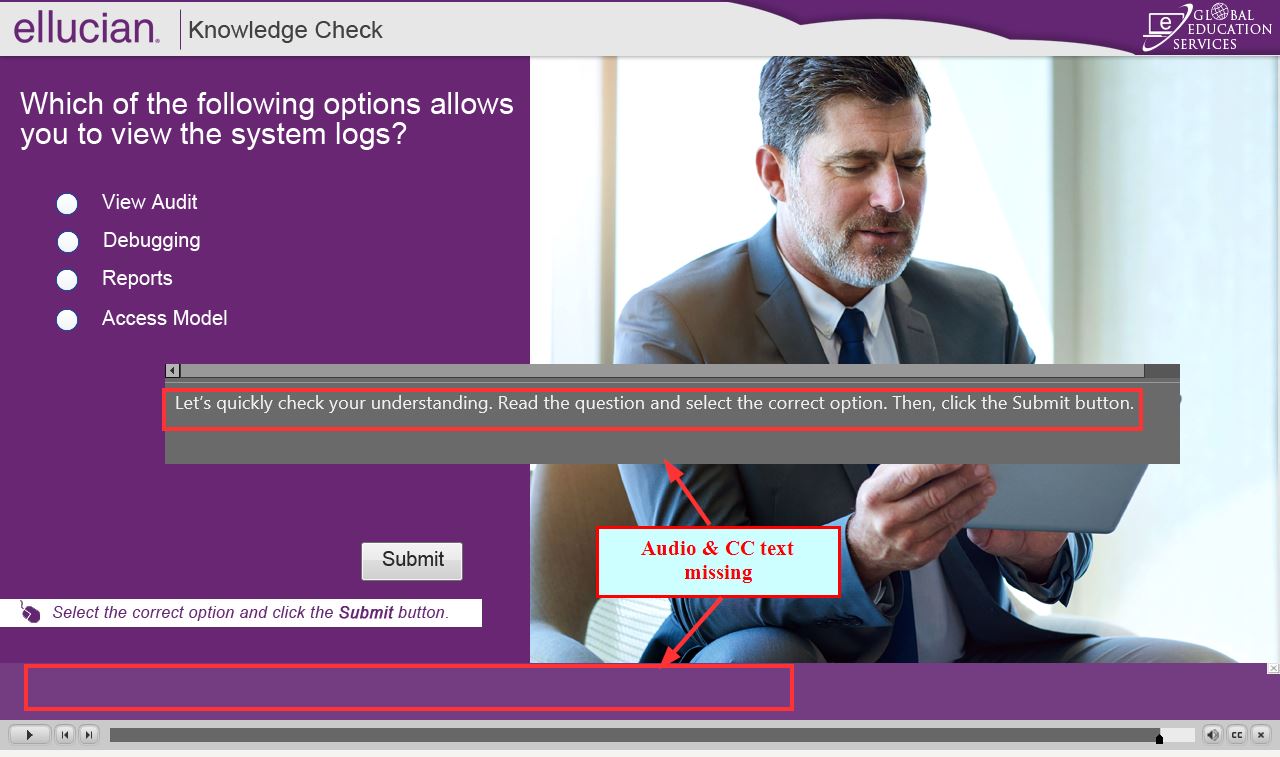 ellucian®
Knowledge Check
GLOBAL
EDUCATION
SERVICES
Which of the following options allows
you to view the system logs?
View Audit
Debugging
Reports
Access Model
Let’s quickly check your understanding. Read the question and select the correct option. Then, click the Submit button.
Audio & CC text
missing
Submit
Select the correct option and click the Submit button.
CC